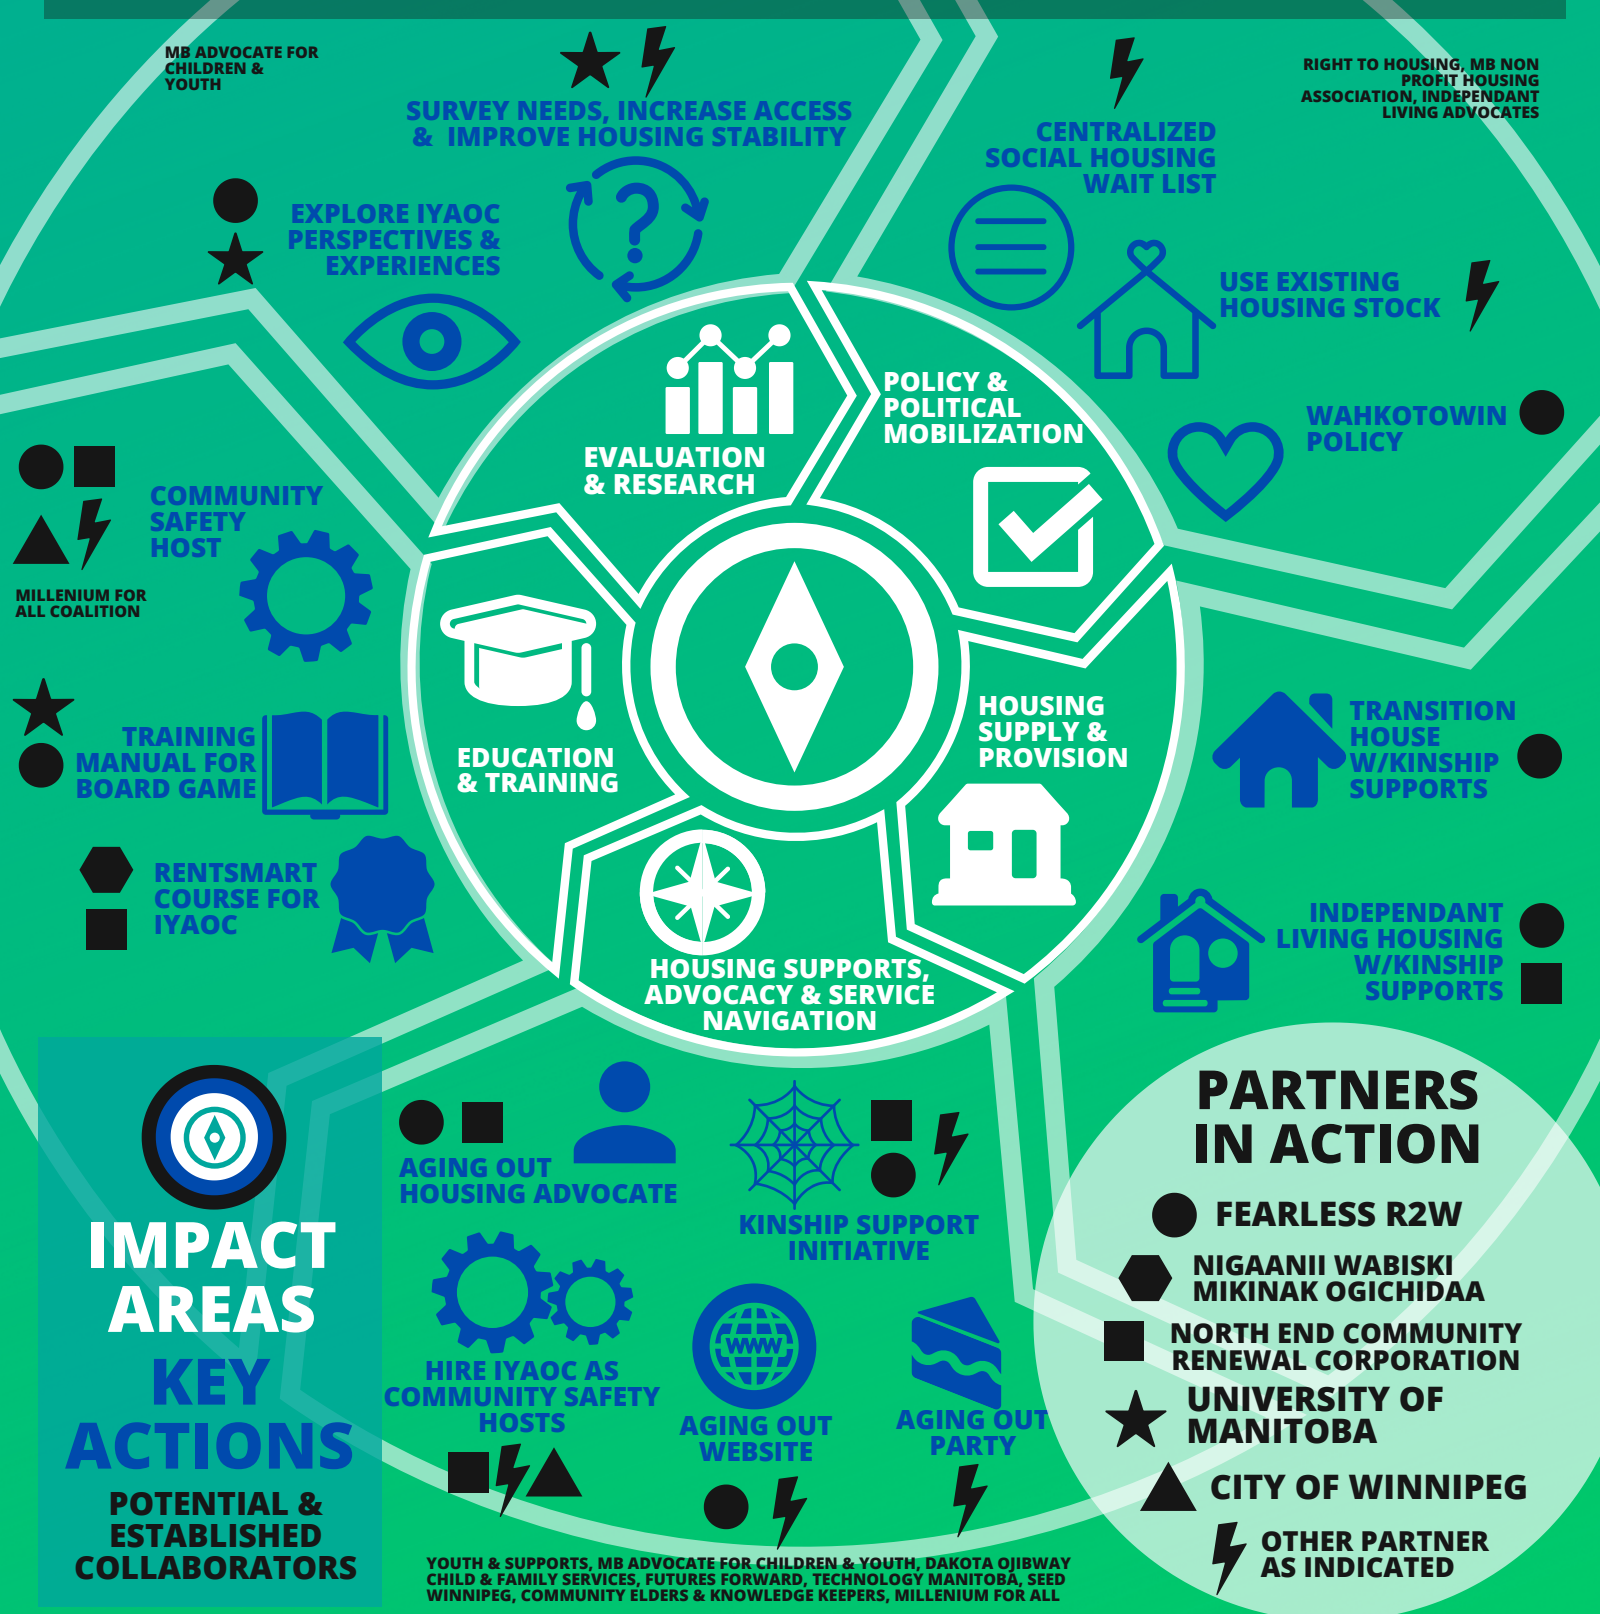 MB ADVOCATE FOR
CHILDREN &
YOUTH
SURVEY NEEDS, INCREASE ACCESS
& IMPROVE HOUSING STABILITY
EXPLORE IYAOC
PERSPECTIVES &
EXPERIENCES
CENTRALIZED
SOCIAL HOUSING
WAIT LIST
RIGHT TO HOUSING, MB NON
PROFIT HOUSING
ASSOCIATION, INDEPENDANT
LIVING ADVOCATES
USE EXISTING
HOUSING STOCK
WAHKOTOWIN
POLICY
EVALUATION
& RESEARCH
POLICY &
POLITICAL
MOBILIZATION
COMMUNITY
SAFETY
HOST
MILLENIUM FOR
ALL COALITION
TRAINING
MANUAL FOR
BOARD GAME
RENTSMART
COURSE FOR
IYAOC
EDUCATION
& TRAINING
HOUSING
SUPPLY &
PROVISION
TRANSITION
HOUSE
W/KINSHIP
SUPPORTS
INDEPENDANT
LIVING HOUSING
W/KINSHIP
SUPPORTS
HOUSING SUPPORTS,
ADVOCACY & SERVICE
NAVIGATION
AGING OUT
HOUSING ADVOCATE
KINSHIP SUPPORT
INITIATIVE
HIRE IYAOC AS
COMMUNITY SAFETY
HOSTS
WWW
AGING OUT
WEBSITE
AGING OUT
PARTY
YOUTH & SUPPORTS, MB ADVOCATE FOR CHILDREN & YOUTH, DAKOTA OJIBWAY
CHILD & FAMILY SERVICES, FUTURES FORWARD, TECHNOLOGY MANITOBA, SEED
WINNIPEG, COMMUNITY ELDERS & KNOWLEDGE KEEPERS, MILLENIUM FOR ALL
IMPACT
AREAS
KEY
ACTIONS
POTENTIAL &
ESTABLISHED
COLLABORATORS
PARTNERS
IN ACTION
FEARLESS R2W
NIGAANII WABISKI
MIKINAK OGICHIDAA
NORTH END COMMUNITY
RENEWAL CORPORATION
UNIVERSITY OF
MANITOBA
CITY OF WINNIPEG
OTHER PARTNER
AS INDICATED